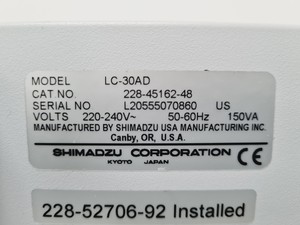 MODEL LC-30AD
CAT NO. 228-45162-48
SERIAL NO L20555070860 US
VOLTS 220-240V~ 50-60Hz 150VA
MANUFACTURED BY SHIMADZU USA MANUFACTURING INC.
Canby, OR, U.S.A.
SHIMADZU CORPORATION
KYOTO JAPAN
228-52706-92 Installed